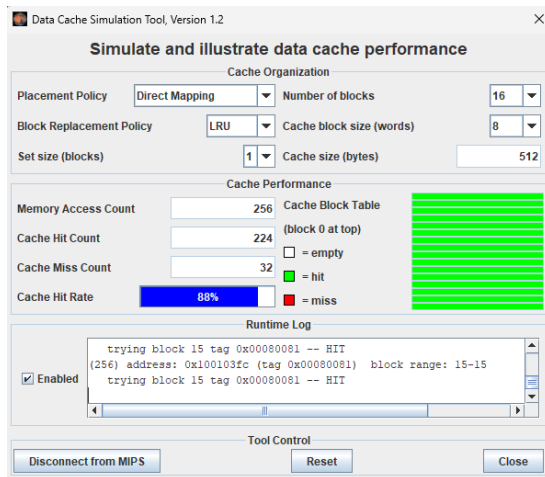 Data Cache Simulation Tool, Version 1.2
Simulate and illustrate data cache performance
Cache Organization
Placement Policy Direct Mapping Number of blocks 16
Block Replacement Policy LRU Cache block size (words) 8
Set size (blocks) 1 Cache size (bytes) 512
Cache Performance
Memory Access Count 256 Cache Block Table
(block 0 at top)
Cache Hit Count 224
= empty
Cache Miss Count 32
= hit
Cache Hit Rate 88%
= miss
Runtime Log
trying block 15 tag 0x00080081 -- HIT
(256) address: 0x100103fc (tag 0x00080081) block range: 15-15
Enabled trying block 15 tag 0x00080081 -- HIT
Tool Control
Disconnect from MIPS Reset Close